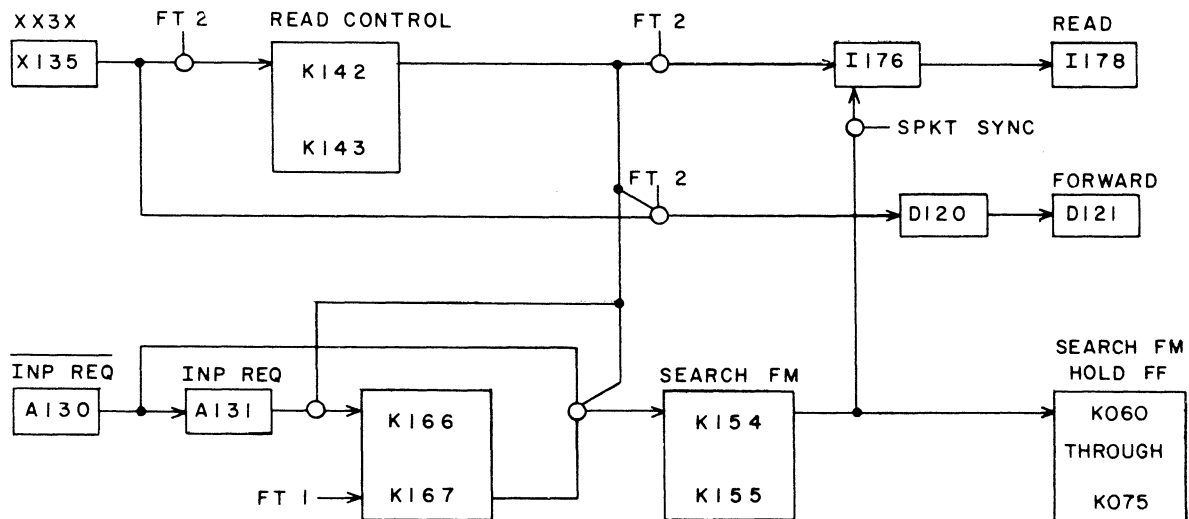 XX3X
FT 2
READ CONTROL
FT 2
READ
X135
K142
I176
I178
K143
SPKT SYNC
FT 2
FORWARD
D120
D121
INP REQ
INP REQ
SEARCH FM
SEARCH FM
HOLD FF
A130
A131
K166
K154
K060
THROUGH
FT 1
K167
K155
K075